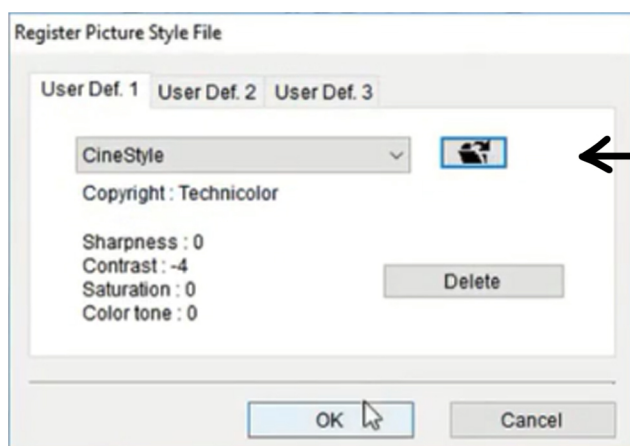 Register Picture Style File
User Def. 1 User Def. 2 User Def. 3
CineStyle
Copyright : Technicolor
Sharpness : 0
Contrast : -4
Saturation : 0
Color tone : 0
Delete
OK Cancel